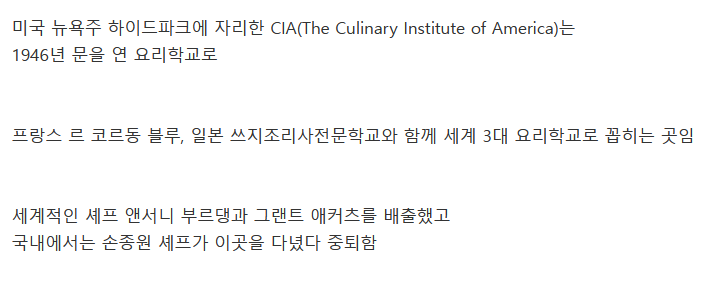 미국 뉴욕주 하이드파크에 자리한 CIA(The Culinary Institute of America)는
1946년 문을 연 요리학교로
프랑스 르 코르동 블루, 일본 쓰지조리사전문학교와 함께 세계 3대 요리학교로 꼽히는 곳임
세계적인 셰프 앤서니 부르댕과 그랜트 애커츠를 배출했고
국내에서는 손종원 셰프가 이곳을 다녔다 중퇴함